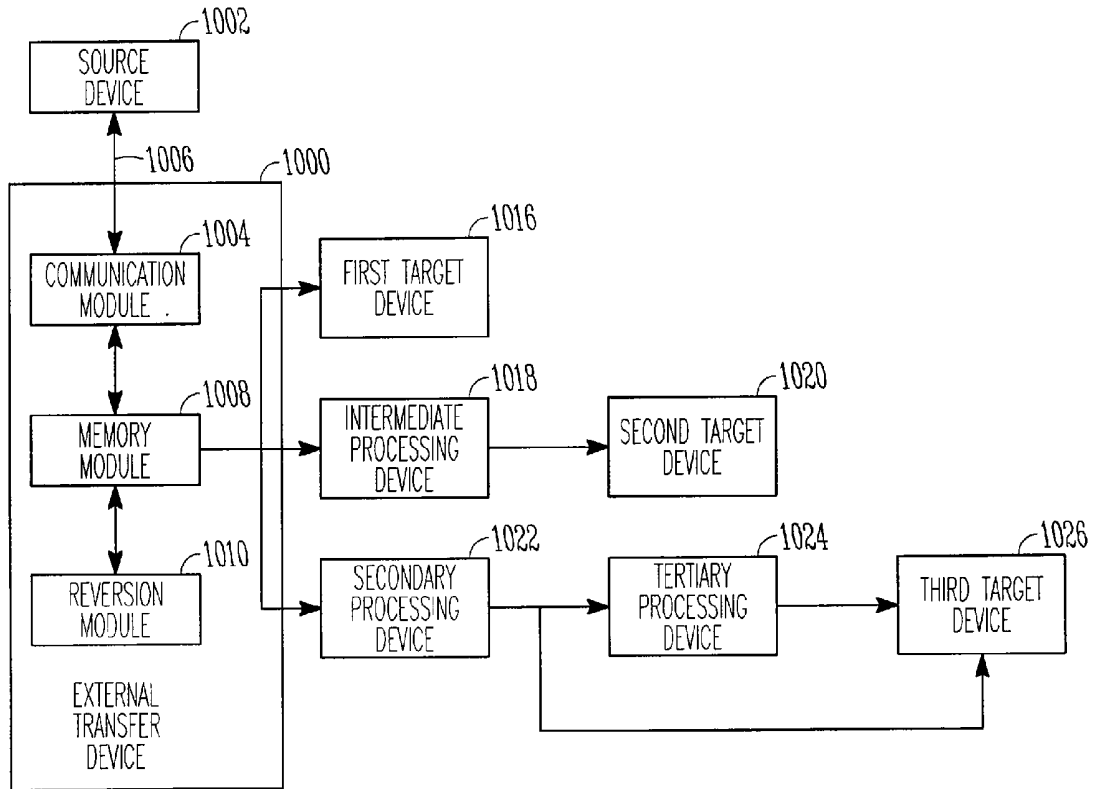 1002
SOURCE
DEVICE
1006
1000
1004
COMMUNICATION
MODULE
1016
FIRST TARGET
DEVICE
1008
MEMORY
MODULE
1018
INTERMEDIATE
PROCESSING
DEVICE
1020
SECOND TARGET
DEVICE
1010
REVERSION
MODULE
1022
SECONDARY
PROCESSING
DEVICE
1024
TERTIARY
PROCESSING
DEVICE
1026
THIRD TARGET
DEVICE
EXTERNAL
TRANSFER
DEVICE